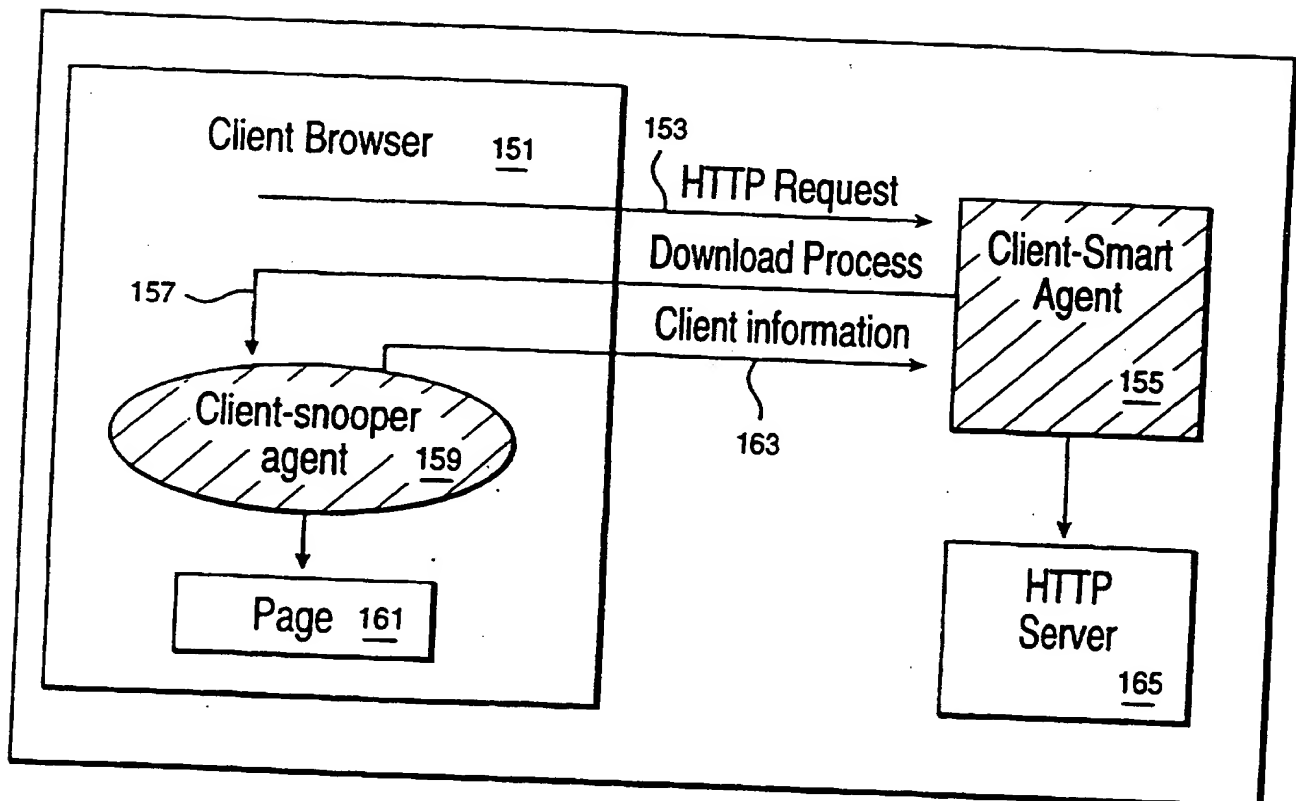 Client Browser 151
153
HTTP Request
Download Process
157
Client information
163
Client-Smart
Agent
155
Client-snooper
agent 159
Page 161
HTTP
Server
165